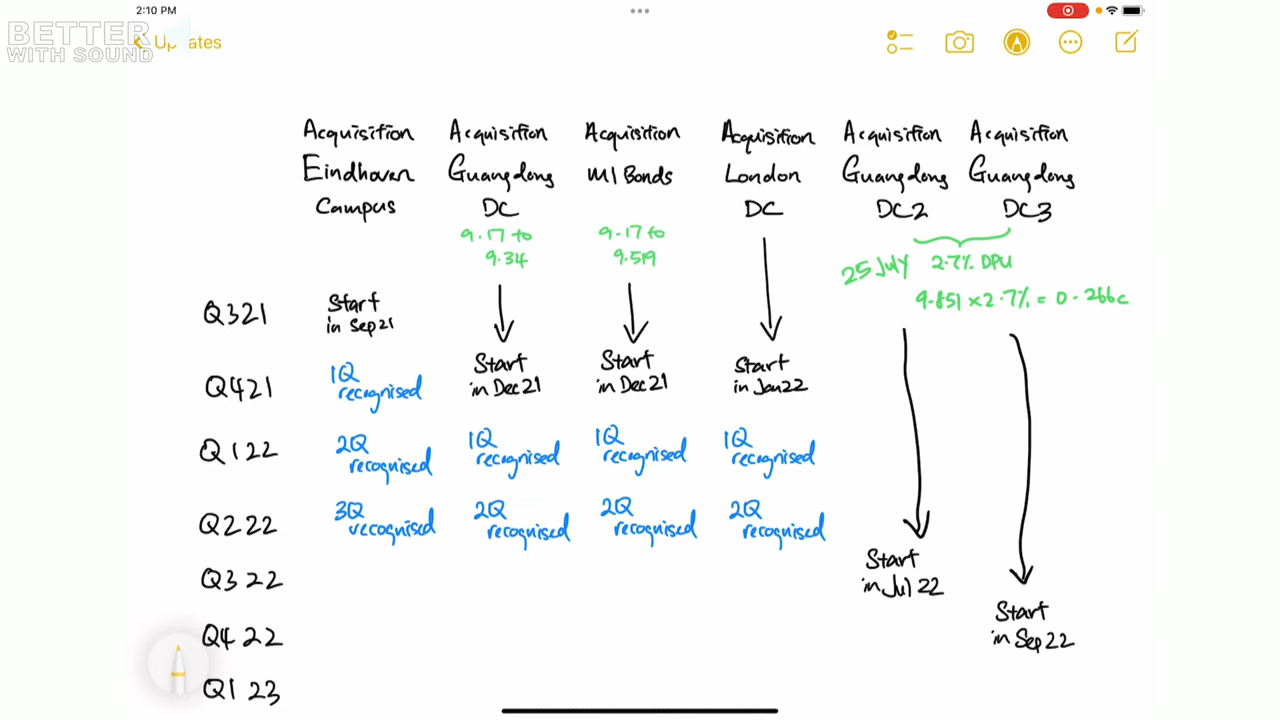 2:10 PM
BETTER
WITH SOUND
Updates
Acquisition
Eindhoven
Campus
Acquisition
Guangdong
DC
9.17 to
9.34
Acquisition
M1 Bonds
9.17 to
9.519
Acquisition
London
DC
Acquisition
Guangdong
DC2
Acquisition
Guangdong
DC3
25 July
2.7% DPU
9.851 x 2.7% = 0.266c
Q321
Start
in Sep21
Q421
1Q
recognised
Start
in Dec21
Start
in Dec21
Start
in Jan22
Q122
2Q
recognised
1Q
recognised
1Q
recognised
1Q
recognised
Q222
3Q
recognised
2Q
recognised
2Q
recognised
2Q
recognised
Q322
Start
in Jul22
Q422
Start
in Sep22
Q123